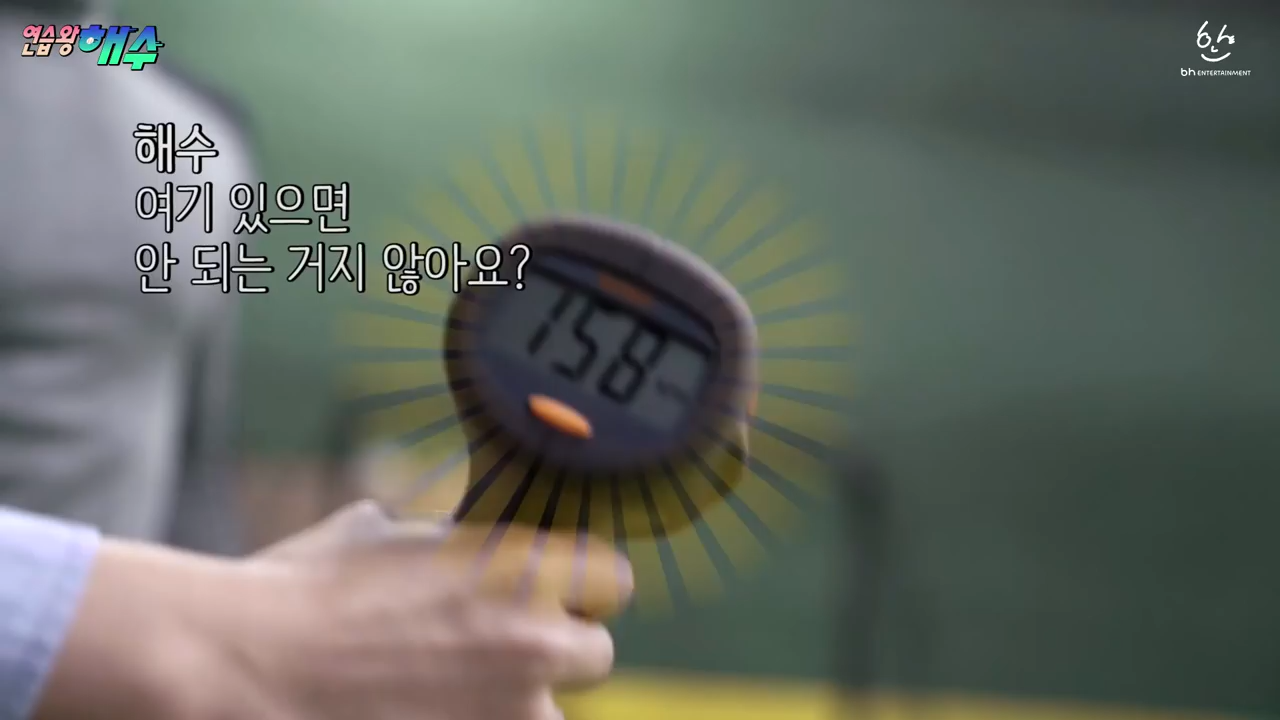 연습왕 해수
bh ENTERTAINMENT
해수
여기 있으면
안 되는 거지 않아요?
158